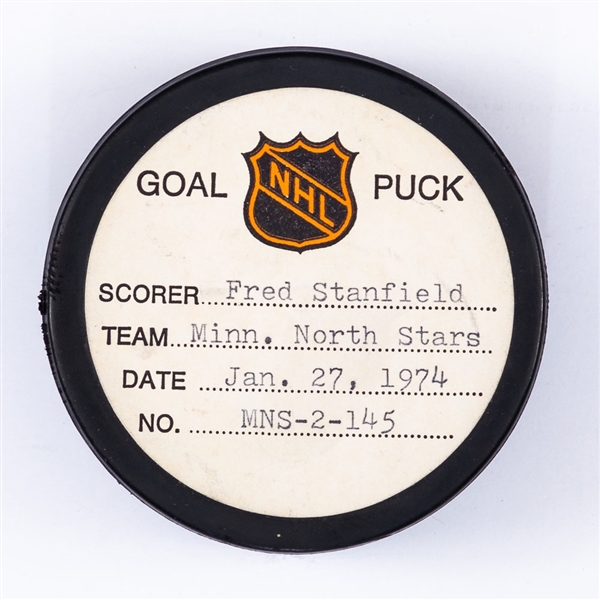 GOAL NHL PUCK
SCORER...Fred Stanfield
TEAM...Minn. North Stars
DATE...Jan. 27, 1974
NO....MNS-2-145